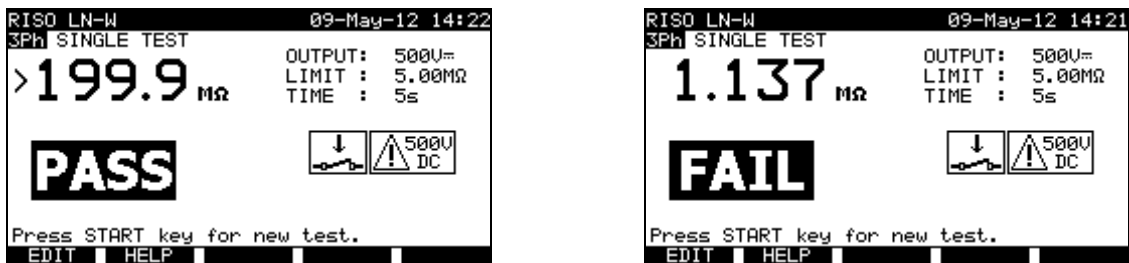 RISO LN-W 09-May-12 14:22
3Ph SINGLE TEST
OUTPUT: 500V⎓
>199.9 MΩ
LIMIT : 5.00MΩ
TIME : 5s
500V
DC
PASS
Press START key for new test.
EDIT HELP
RISO LN-W 09-May-12 14:21
3Ph SINGLE TEST
OUTPUT: 500V⎓
1.137 MΩ
LIMIT : 5.00MΩ
TIME : 5s
500V
DC
FAIL
Press START key for new test.
EDIT HELP